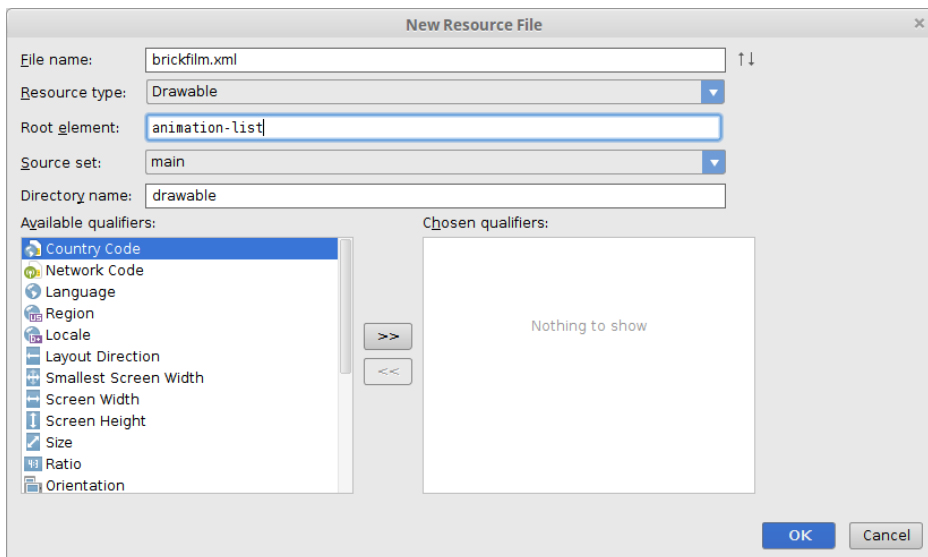 New Resource File ×
File name: brickfilm.xml ↑↓
Resource type: Drawable
Root element: animation-list
Source set: main
Directory name: drawable
Available qualifiers: Chosen qualifiers:
Country Code
Network Code
Language
Region
Locale
Layout Direction
Smallest Screen Width
Screen Width
Screen Height
Size
Ratio
Orientation
>>
<<
Nothing to show
OK Cancel